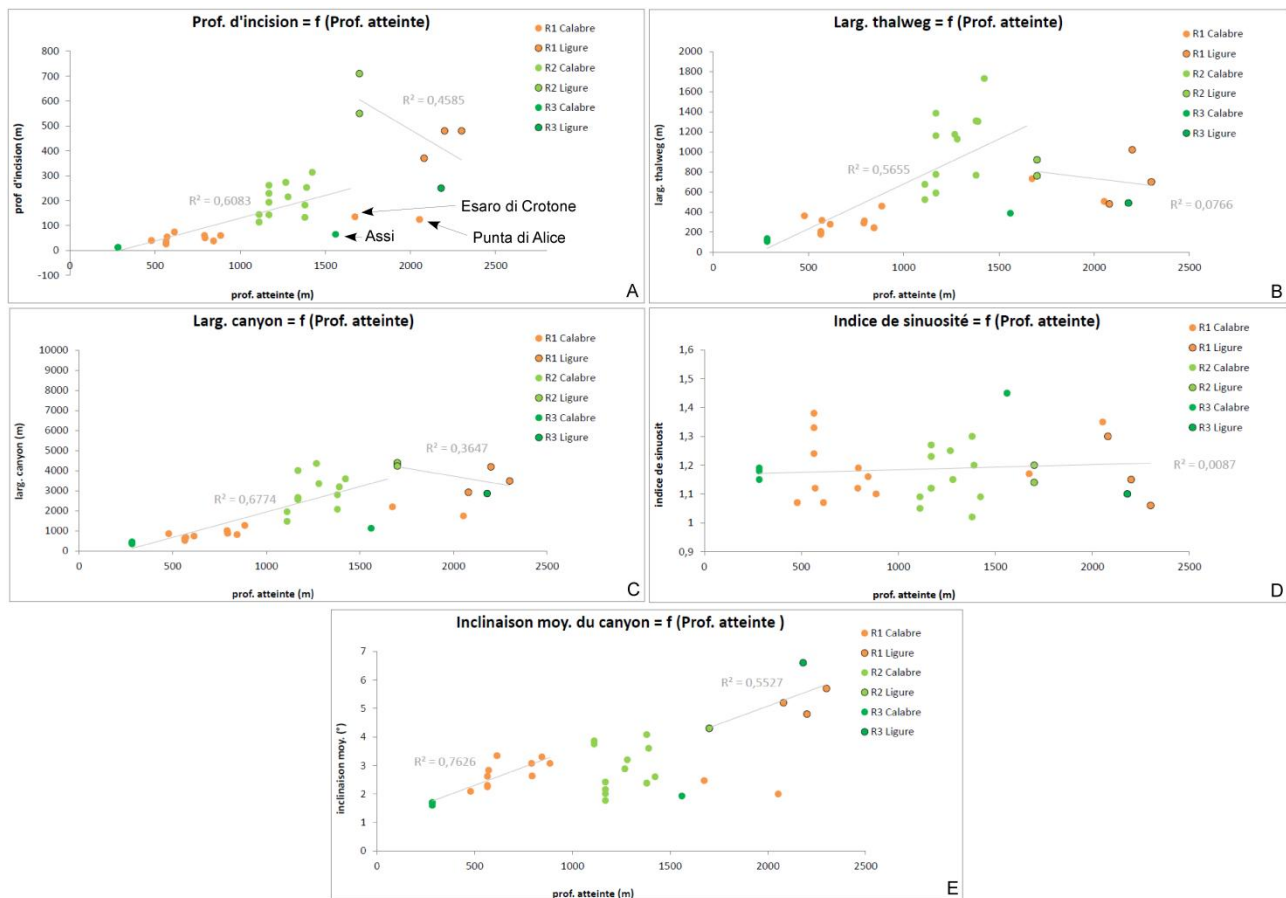 Prof. d'incision = f (Prof. atteinte)
800
700
600
500
400
300
200
100
0
-100
prof d'incision (m)
0 500 1000 1500 2000 2500
prof. atteinte (m)
R² = 0,6083
R² = 0,4585
Esaro di Crotone
Assi
Punta di Alice
R1 Calabre
R1 Ligure
R2 Calabre
R2 Ligure
R3 Calabre
R3 Ligure
A
Larg. thalweg = f (Prof. atteinte)
2000
1800
1600
1400
1200
1000
800
600
400
200
0
larg. thalweg (m)
0 500 1000 1500 2000 2500
prof. atteinte (m)
R² = 0,5655
R² = 0,0766
R1 Calabre
R1 Ligure
R2 Calabre
R2 Ligure
R3 Calabre
R3 Ligure
B
Larg. canyon = f (Prof. atteinte)
10000
9000
8000
7000
6000
5000
4000
3000
2000
1000
0
larg. canyon (m)
0 500 1000 1500 2000 2500
prof. atteinte (m)
R² = 0,6774
R² = 0,3647
R1 Calabre
R1 Ligure
R2 Calabre
R2 Ligure
R3 Calabre
R3 Ligure
C
Indice de sinuosité = f (Prof. atteinte)
1,6
1,5
1,4
1,3
1,2
1,1
1
0,9
indice de sinuosit
0 500 1000 1500 2000 2500
prof. atteinte (m)
R² = 0,0087
R1 Calabre
R1 Ligure
R2 Calabre
R2 Ligure
R3 Calabre
R3 Ligure
D
Inclinaison moy. du canyon = f (Prof. atteinte )
7
6
5
4
3
2
1
0
inclinaison moy. (°)
0 500 1000 1500 2000 2500
prof. atteinte (m)
R² = 0,7626
R² = 0,5527
R1 Calabre
R1 Ligure
R2 Calabre
R2 Ligure
R3 Calabre
R3 Ligure
E